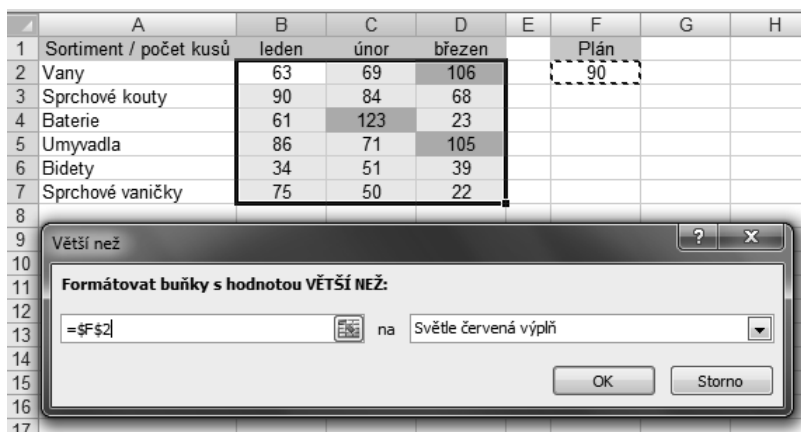 A B C D E F G H
1 Sortiment / počet kusů leden únor březen Plán
2 Vany 63 69 106 90
3 Sprchové kouty 90 84 68
4 Baterie 61 123 23
5 Umyvadla 86 71 105
6 Bidety 34 51 39
7 Sprchové vaničky 75 50 22
8
9 Větší než ? x
10
11 Formátovat buňky s hodnotou VĚTŠÍ NEŽ:
12
13 =$F$2 na Světle červená výplň
14
15 OK Storno
16
17